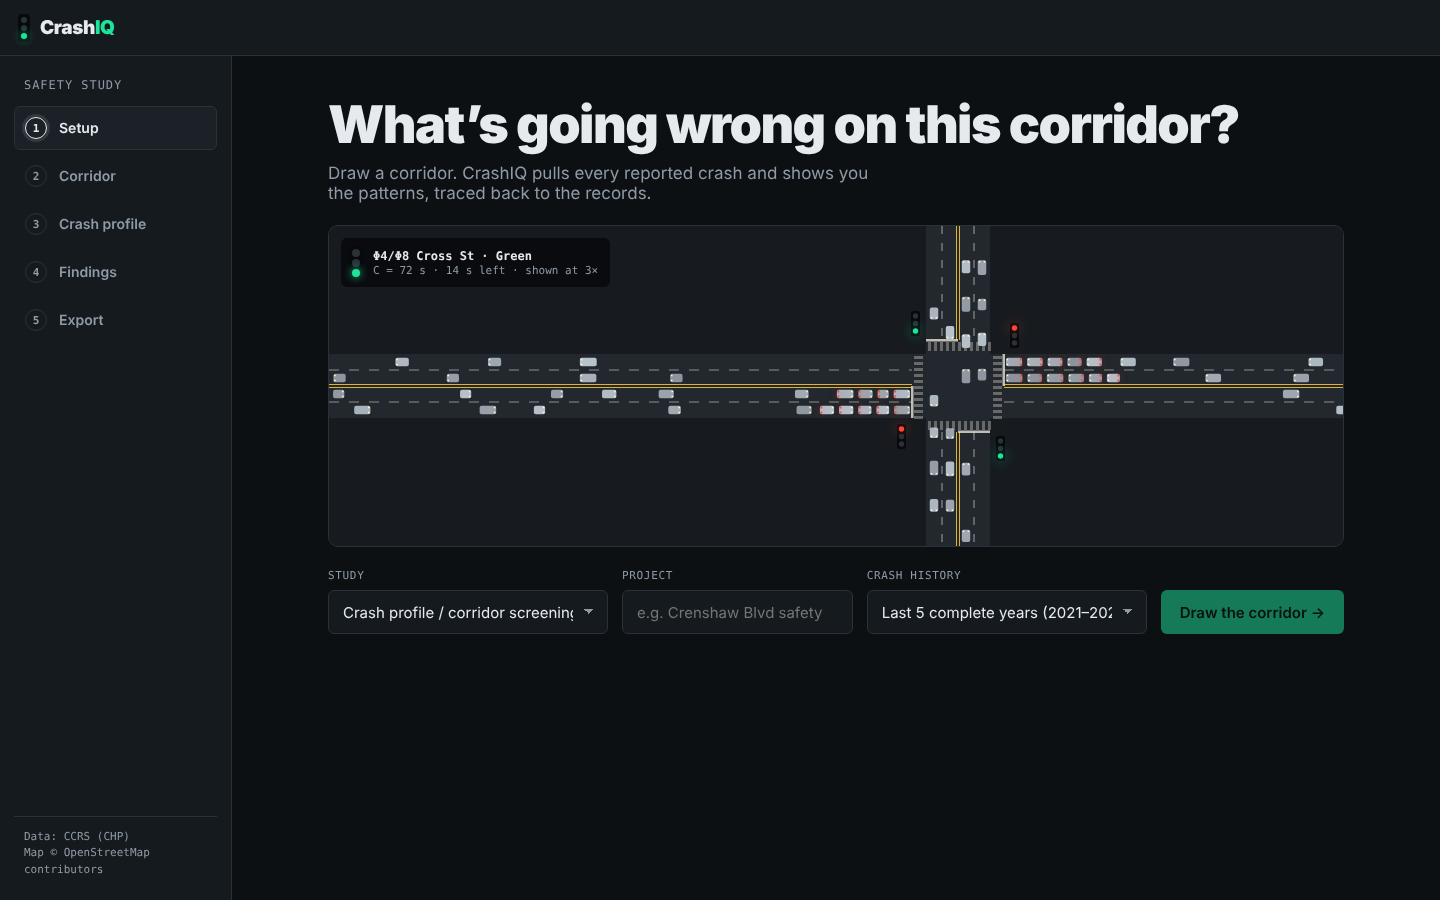 CrashIQ
SAFETY STUDY
1 Setup
2 Corridor
3 Crash profile
4 Findings
5 Export
Data: CCRS (CHP)
Map © OpenStreetMap
contributors
What's going wrong on this corridor?
Draw a corridor. CrashIQ pulls every reported crash and shows you
the patterns, traced back to the records.
Φ4/Φ8 Cross St · Green
C = 72 s · 14 s left · shown at 3×
STUDY
Crash profile / corridor screening
PROJECT
e.g. Crenshaw Blvd safety
CRASH HISTORY
Last 5 complete years (2021–202
Draw the corridor →